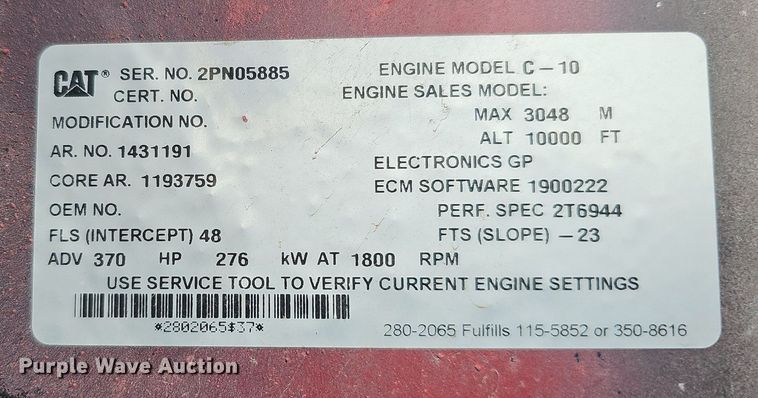 CAT® SER. NO. 2PN05885 ENGINE MODEL C-10
CERT. NO. ENGINE SALES MODEL:
MODIFICATION NO. MAX 3048 M
ALT 10000 FT
AR. NO. 1431191 ELECTRONICS GP
CORE AR. 1193759 ECM SOFTWARE 1900222
OEM NO. PERF. SPEC 2T6944
FLS (INTERCEPT) 48 FTS (SLOPE) -23
ADV 370 HP 276 kW AT 1800 RPM
USE SERVICE TOOL TO VERIFY CURRENT ENGINE SETTINGS
*2802065$37* 280-2065 Fulfills 115-5852 or 350-8616
Purple Wave Auction